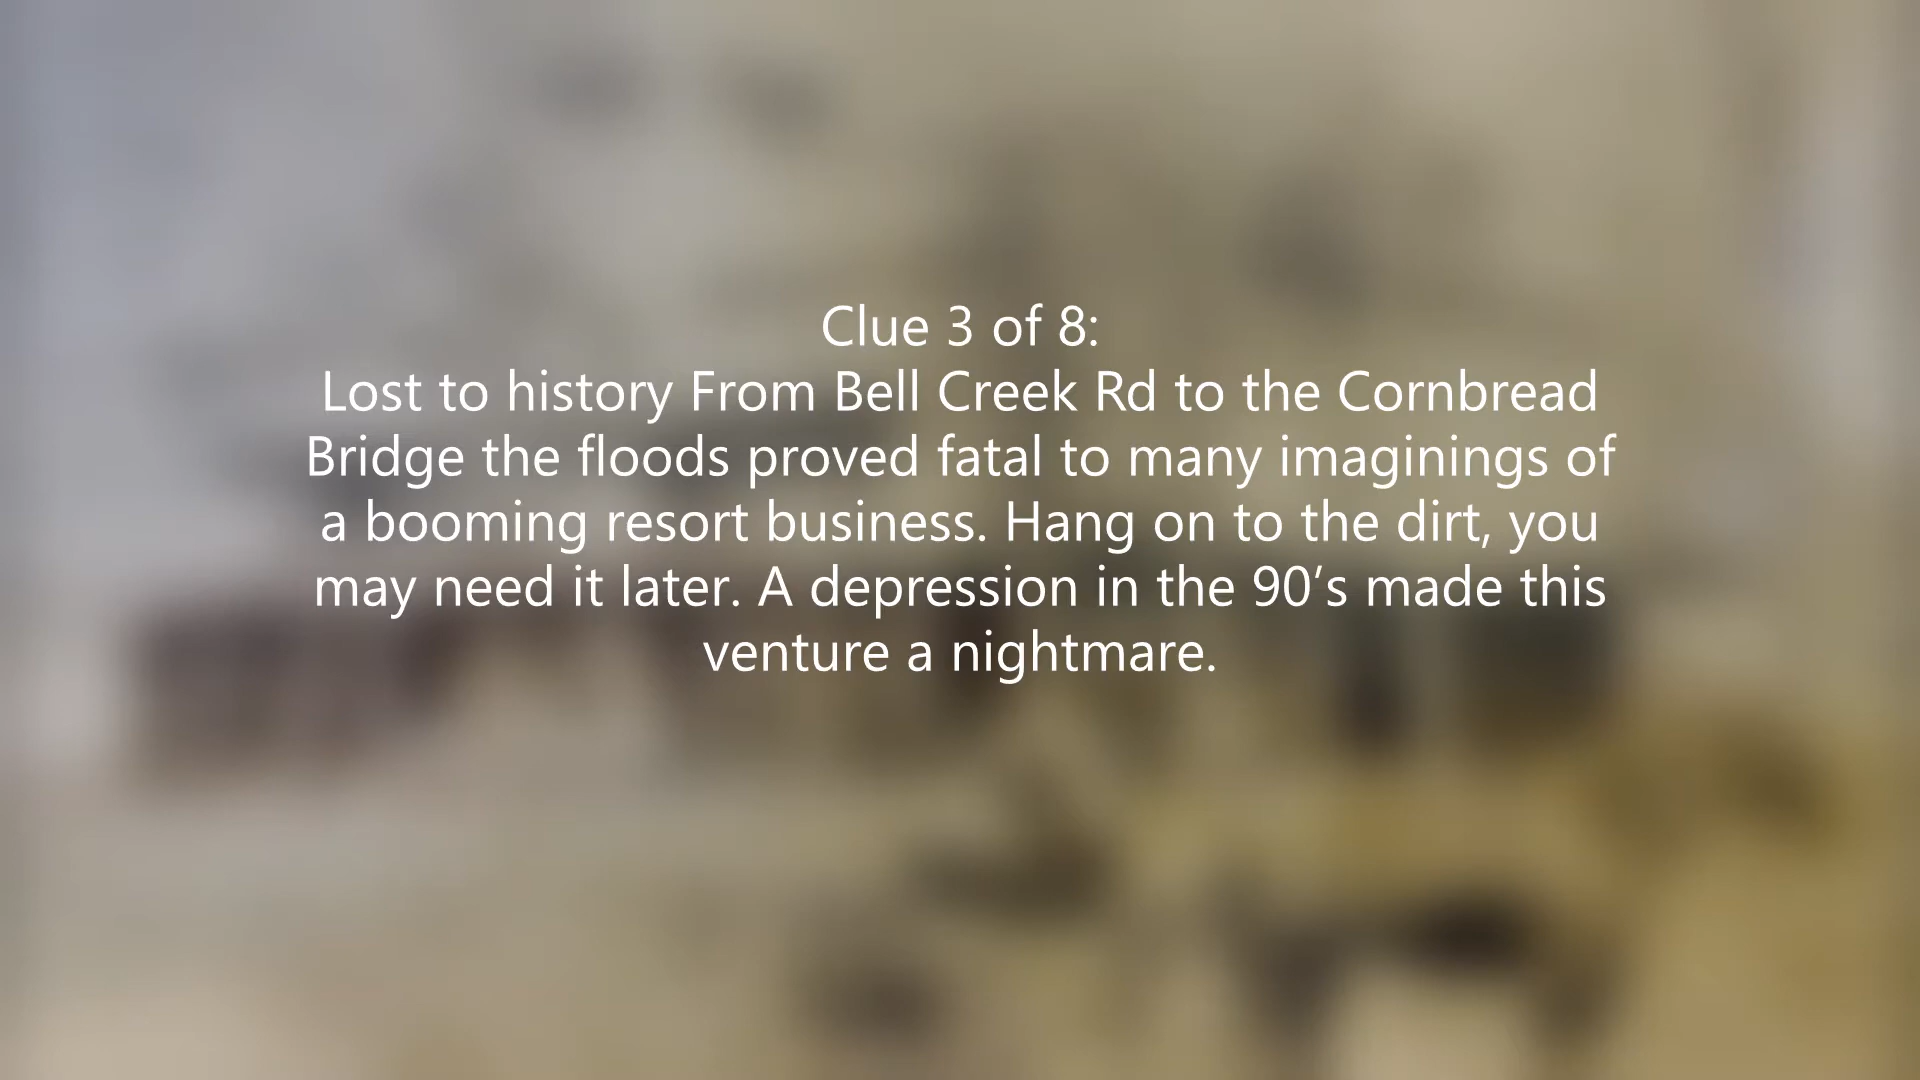 Clue 3 of 8:
Lost to history From Bell Creek Rd to the Cornbread
Bridge the floods proved fatal to many imaginings of
a booming resort business. Hang on to the dirt, you
may need it later. A depression in the 90’s made this
venture a nightmare.